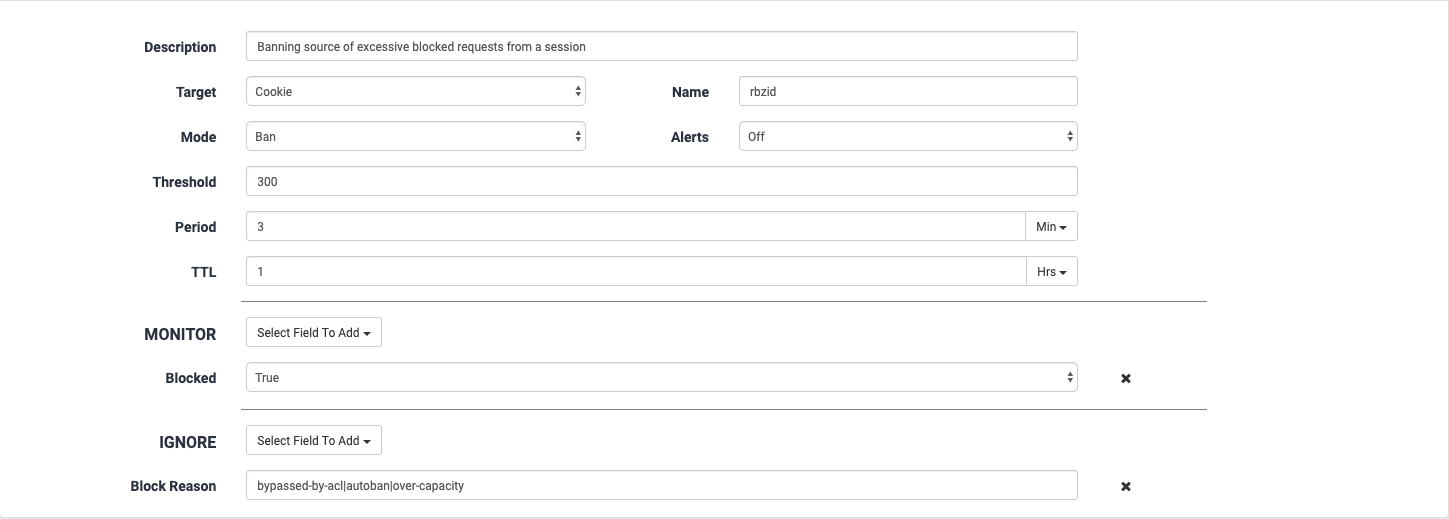 Description Banning source of excessive blocked requests from a session
Target Cookie Name rbzid
Mode Ban Alerts Off
Threshold 300
Period 3 Min
TTL 1 Hrs
MONITOR Select Field To Add
Blocked True
IGNORE Select Field To Add
Block Reason bypassed-by-acl|autoban|over-capacity